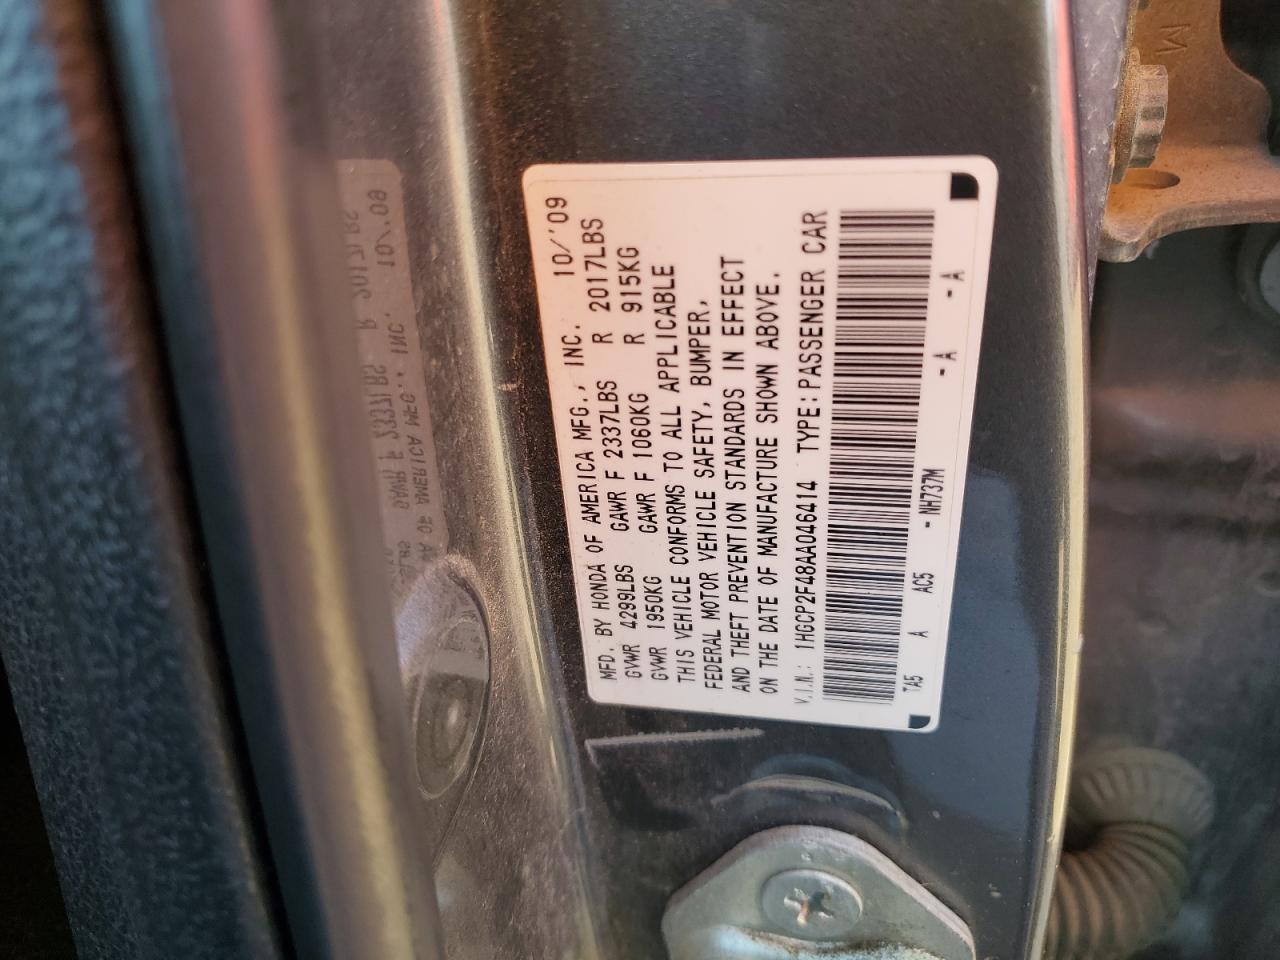 MFD. BY HONDA OF AMERICA MFG., INC. 10/'09
GVWR 4299LBS GAWR F 2337LBS R 2017LBS
GVWR 1950KG GAWR F 1060KG R 915KG
THIS VEHICLE CONFORMS TO ALL APPLICABLE
FEDERAL MOTOR VEHICLE SAFETY, BUMPER,
AND THEFT PREVENTION STANDARDS IN EFFECT
ON THE DATE OF MANUFACTURE SHOWN ABOVE.
V.I.N.: 1HGCP2F48AA046414 TYPE:PASSENGER CAR
TA5 A AC5 - NH737M - A - A
M